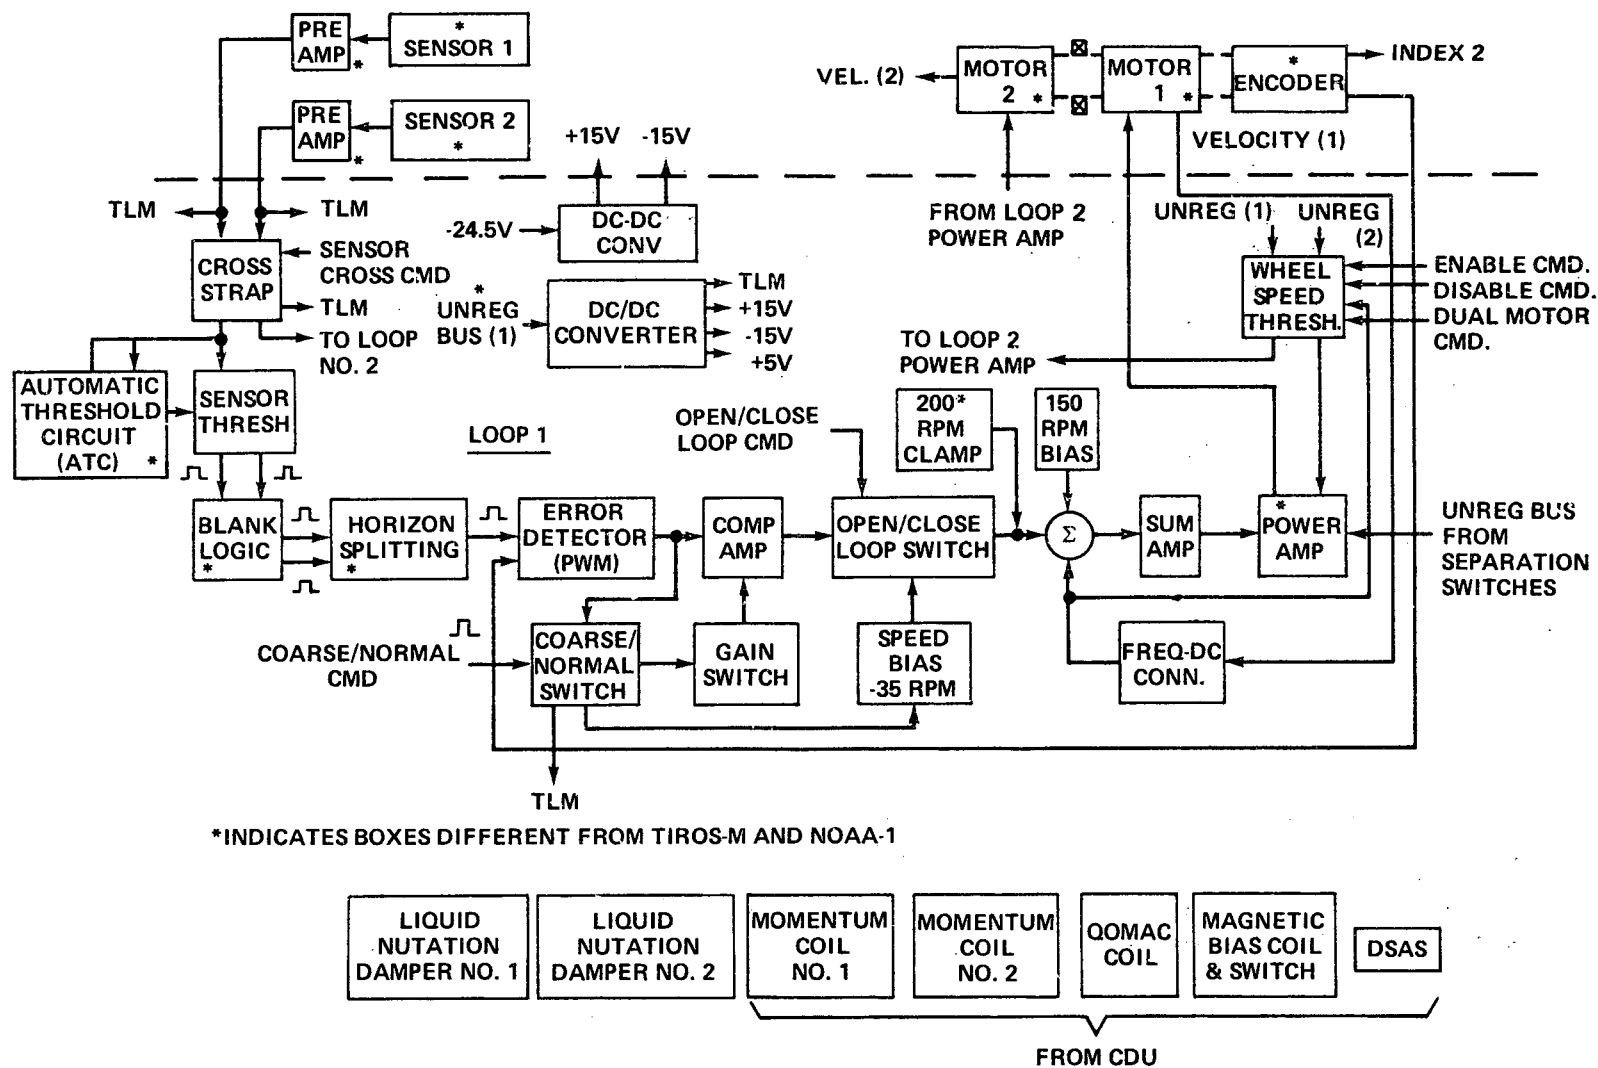 PRE
AMP
*
*
SENSOR 1
PRE
AMP
*
SENSOR 2
*
+15V -15V
VEL. (2)
MOTOR
2 *
MOTOR
1 *
*
ENCODER
INDEX 2
VELOCITY (1)
TLM
TLM
-24.5V
DC-DC
CONV
FROM LOOP 2
POWER AMP
UNREG (1)
UNREG
(2)
CROSS
STRAP
SENSOR
CROSS CMD
TLM
TO LOOP
NO. 2
*
UNREG
BUS (1)
DC/DC
CONVERTER
TLM
+15V
-15V
+5V
WHEEL
SPEED
THRESH.
ENABLE CMD.
DISABLE CMD.
DUAL MOTOR
CMD.
TO LOOP 2
POWER AMP
AUTOMATIC
THRESHOLD
CIRCUIT
(ATC) *
SENSOR
THRESH
LOOP 1
OPEN/CLOSE
LOOP CMD
200*
RPM
CLAMP
150
RPM
BIAS
BLANK
LOGIC
*
HORIZON
SPLITTING
*
ERROR
DETECTOR
(PWM)
COMP
AMP
OPEN/CLOSE
LOOP SWITCH
Σ
SUM
AMP
*
POWER
AMP
UNREG BUS
FROM
SEPARATION
SWITCHES
COARSE/NORMAL
CMD
COARSE/
NORMAL
SWITCH
GAIN
SWITCH
SPEED
BIAS
-35 RPM
FREQ-DC
CONN.
TLM
*INDICATES BOXES DIFFERENT FROM TIROS-M AND NOAA-1
LIQUID
NUTATION
DAMPER NO. 1
LIQUID
NUTATION
DAMPER NO. 2
MOMENTUM
COIL
NO. 1
MOMENTUM
COIL
NO. 2
QOMAC
COIL
MAGNETIC
BIAS COIL
& SWITCH
DSAS
FROM CDU